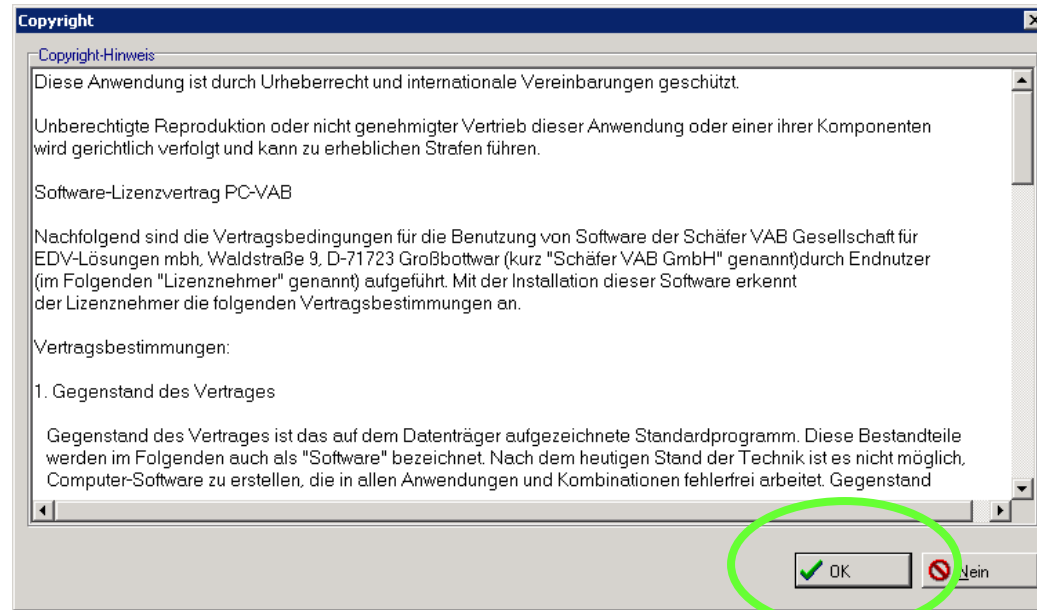 Copyright
Copyright-Hinweis
Diese Anwendung ist durch Urheberrecht und internationale Vereinbarungen geschützt.
Unberechtigte Reproduktion oder nicht genehmigter Vertrieb dieser Anwendung oder einer ihrer Komponenten
wird gerichtlich verfolgt und kann zu erheblichen Strafen führen.
Software-Lizenzvertrag PC-VAB
Nachfolgend sind die Vertragsbedingungen für die Benutzung von Software der Schäfer VAB Gesellschaft für
EDV-Lösungen mbh, Waldstraße 9, D-71723 Großbottwar (kurz "Schäfer VAB GmbH" genannt)durch Endnutzer
(im Folgenden "Lizenznehmer" genannt) aufgeführt. Mit der Installation dieser Software erkennt
der Lizenznehmer die folgenden Vertragsbestimmungen an.
Vertragsbestimmungen:
1. Gegenstand des Vertrages
Gegenstand des Vertrages ist das auf dem Datenträger aufgezeichnete Standardprogramm. Diese Bestandteile
werden im Folgenden auch als "Software" bezeichnet. Nach dem heutigen Stand der Technik ist es nicht möglich,
Computer-Software zu erstellen, die in allen Anwendungen und Kombinationen fehlerfrei arbeitet. Gegenstand
OK
Nein